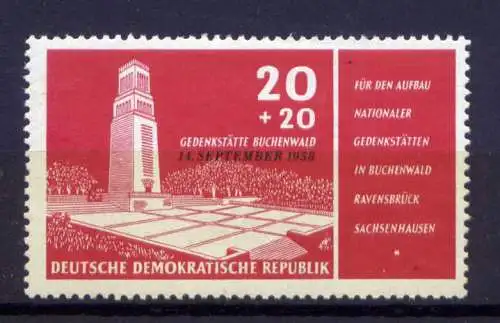 20
+ 20
GEDENKSTÄTTE BUCHENWALD
14. SEPTEMBER 1958
DEUTSCHE DEMOKRATISCHE REPUBLIK
FÜR DEN AUFBAU
NATIONALER
GEDENKSTÄTTEN
IN BUCHENWALD
RAVENSBRÜCK
SACHSENHAUSEN
*